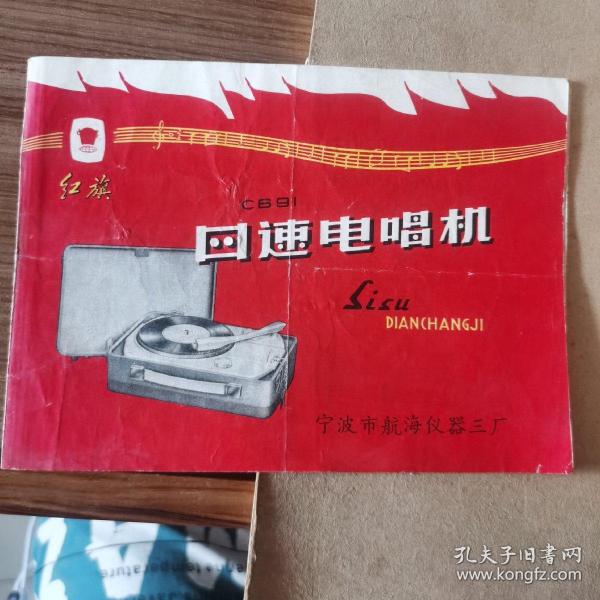 红旗
C691
四速电唱机
Sisu
DIANCHANGJI
宁波市航海仪器三厂
temperature
孔夫子旧书网
www.kongfz.com